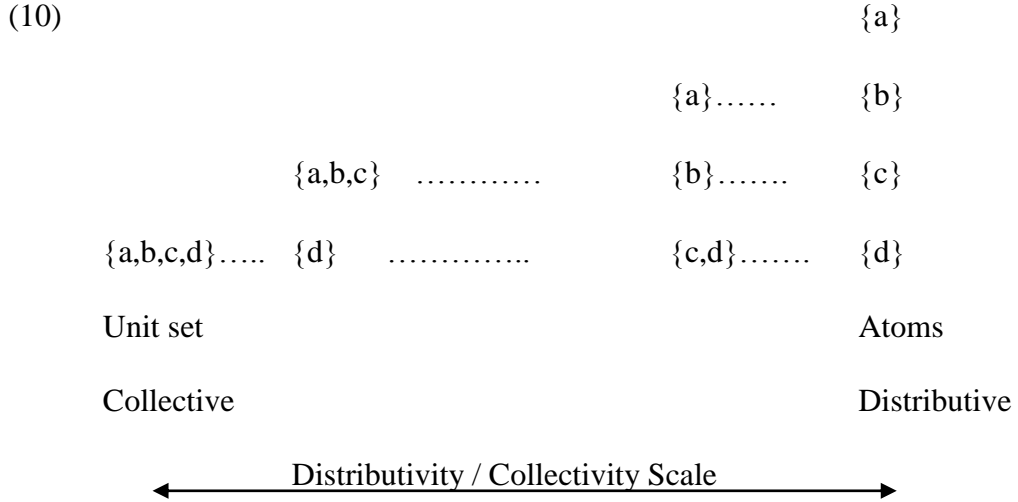 (10) {a}
{a}…… {b}
{a,b,c} ………… {b}……. {c}
{a,b,c,d}….. {d} ………….. {c,d}……. {d}
Unit set Atoms
Collective Distributive
Distributivity / Collectivity Scale